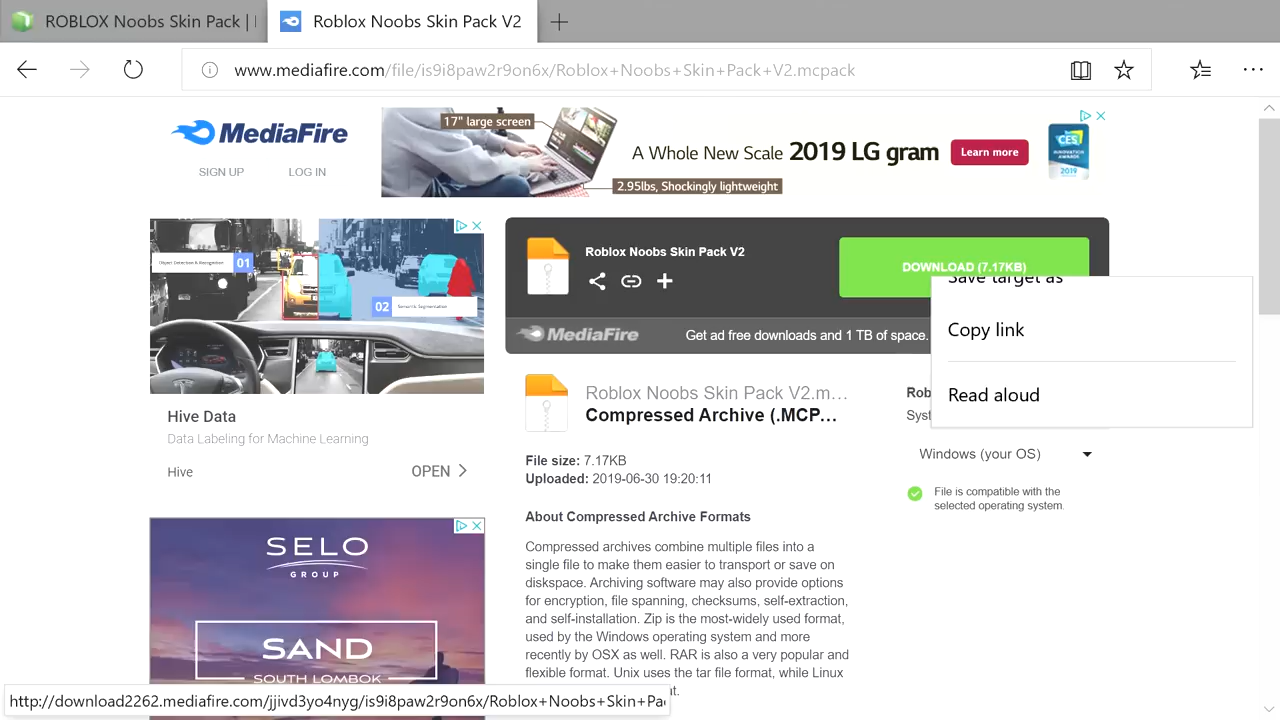 ROBLOX Noobs Skin Pack |
Roblox Noobs Skin Pack V2
www.mediafire.com/file/is9i8paw2r9on6x/Roblox+Noobs+Skin+Pack+V2.mcpack
MediaFire
SIGN UP
LOG IN
17" large screen
A Whole New Scale 2019 LG gram
Learn more
CES
INNOVATION
AWARDS
2019
2.95lbs, Shockingly lightweight
Object Detection & Recognition
01
02
Semantic Segmentation
Hive Data
Data Labeling for Machine Learning
Hive
OPEN
SELO
GROUP
SAND
SOUTH LOMBOK
Roblox Noobs Skin Pack V2
DOWNLOAD (7.17KB)
MediaFire
Get ad free downloads and 1 TB of space.
Save target as
Copy link
Read aloud
Roblox Noobs Skin Pack V2.m...
Compressed Archive (.MCP...
File size: 7.17KB
Uploaded: 2019-06-30 19:20:11
About Compressed Archive Formats
Compressed archives combine multiple files into a
single file to make them easier to transport or save on
diskspace. Archiving software may also provide options
for encryption, file spanning, checksums, self-extraction,
and self-installation. Zip is the most-widely used format,
used by the Windows operating system and more
recently by OSX as well. RAR is also a very popular and
flexible format. Unix uses the tar file format, while Linux
t.
Rob
Syst
Windows (your OS)
File is compatible with the
selected operating system.
http://download2262.mediafire.com/jjivd3yo4nyg/is9i8paw2r9on6x/Roblox+Noobs+Skin+Pa